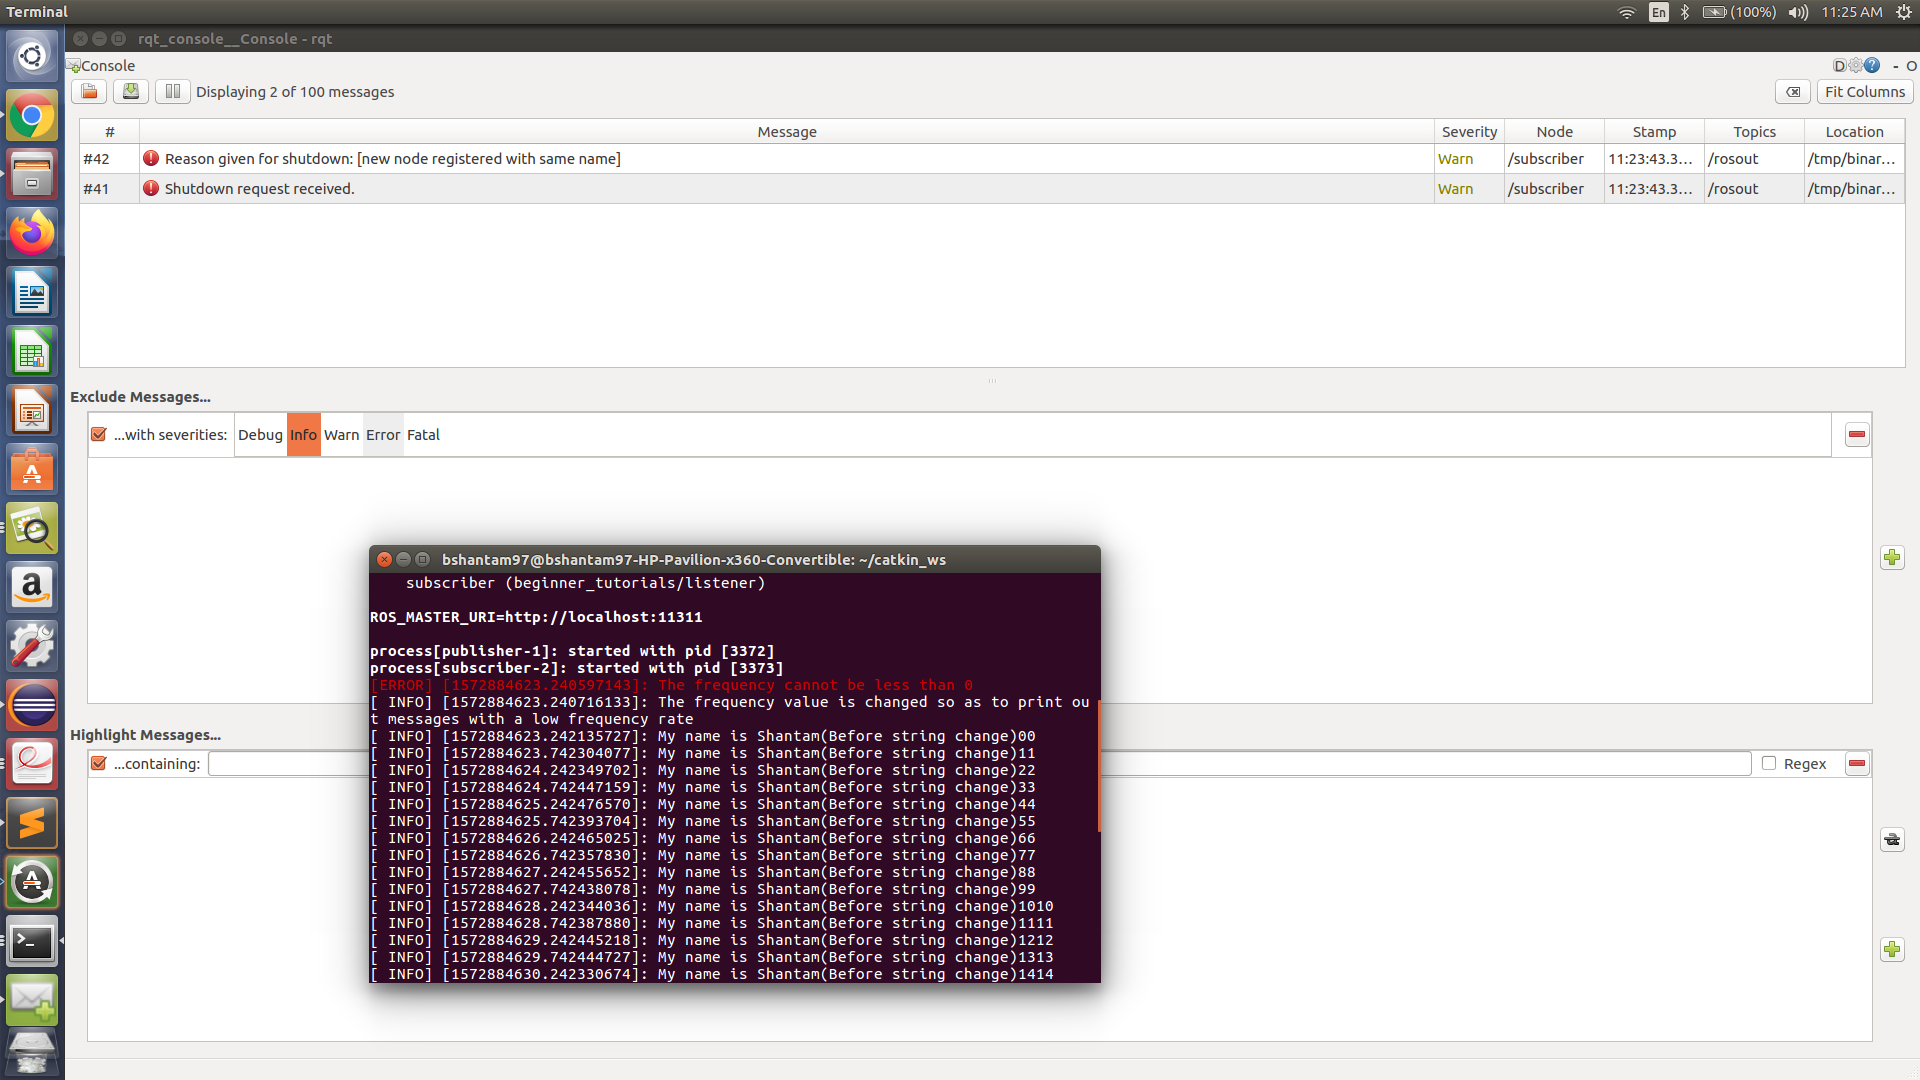 Terminal
En
(100%)
11:25 AM
rqt_console__Console - rqt
Console
D
- O
Displaying 2 of 100 messages
Fit Columns
# Message Severity Node Stamp Topics Location
#42 Reason given for shutdown: [new node registered with same name] Warn /subscriber 11:23:43.3... /rosout /tmp/binar...
#41 Shutdown request received. Warn /subscriber 11:23:43.3... /rosout /tmp/binar...
Exclude Messages...
...with severities: Debug Info Warn Error Fatal
bshantam97@bshantam97-HP-Pavilion-x360-Convertible: ~/catkin_ws
subscriber (beginner_tutorials/listener)
ROS_MASTER_URI=http://localhost:11311
process[publisher-1]: started with pid [3372]
process[subscriber-2]: started with pid [3373]
[ERROR] [1572884623.240597143]: The frequency cannot be less than 0
[ INFO] [1572884623.240716133]: The frequency value is changed so as to print ou
t messages with a low frequency rate
[ INFO] [1572884623.242135727]: My name is Shantam(Before string change)00
[ INFO] [1572884623.742304077]: My name is Shantam(Before string change)11
[ INFO] [1572884624.242349702]: My name is Shantam(Before string change)22
[ INFO] [1572884624.742447159]: My name is Shantam(Before string change)33
[ INFO] [1572884625.242476570]: My name is Shantam(Before string change)44
[ INFO] [1572884625.742393704]: My name is Shantam(Before string change)55
[ INFO] [1572884626.242465025]: My name is Shantam(Before string change)66
[ INFO] [1572884626.742357830]: My name is Shantam(Before string change)77
[ INFO] [1572884627.242455652]: My name is Shantam(Before string change)88
[ INFO] [1572884627.742438078]: My name is Shantam(Before string change)99
[ INFO] [1572884628.242344036]: My name is Shantam(Before string change)1010
[ INFO] [1572884628.742387880]: My name is Shantam(Before string change)1111
[ INFO] [1572884629.242445218]: My name is Shantam(Before string change)1212
[ INFO] [1572884629.742444727]: My name is Shantam(Before string change)1313
[ INFO] [1572884630.242330674]: My name is Shantam(Before string change)1414
Highlight Messages...
...containing:
Regex